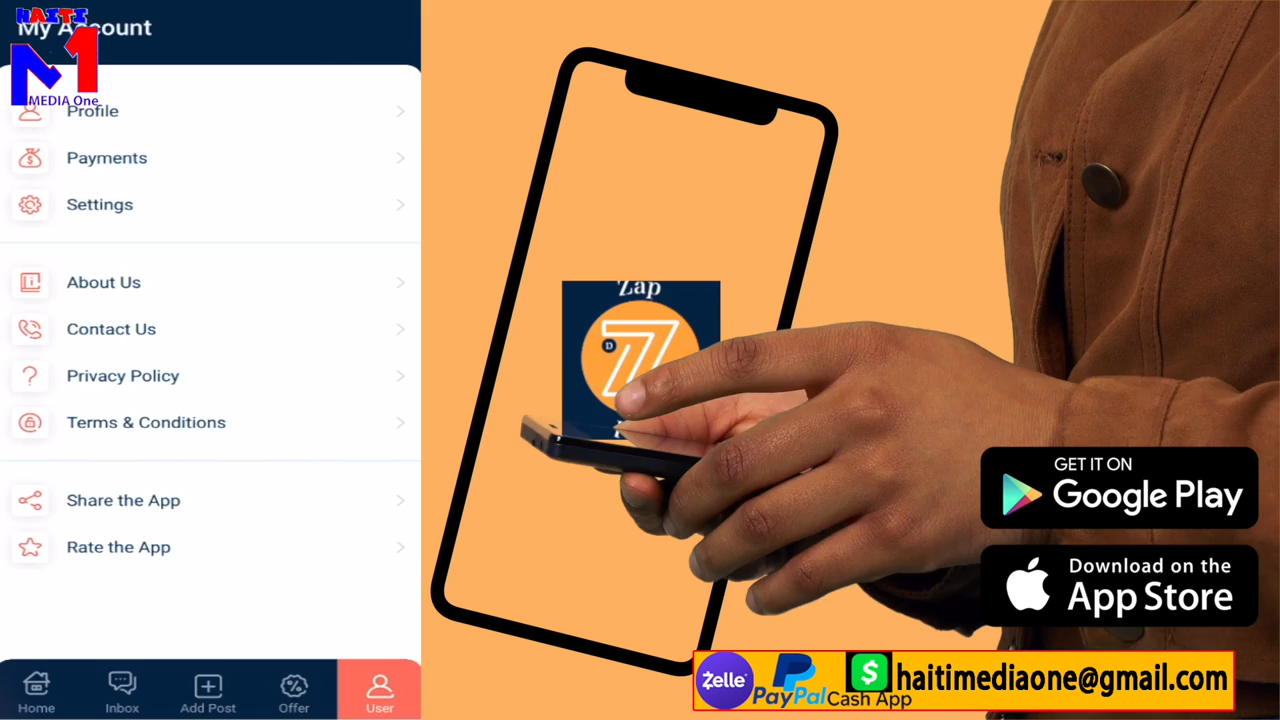 HAITI
My Account
M1
MEDIA One
Profile
Payments
Settings
About Us
Contact Us
Privacy Policy
Terms & Conditions
Share the App
Rate the App
Home
Inbox
Add Post
Offer
User
Zap
D
7
GET IT ON
Google Play
Download on the
App Store
Zelle
PayPal
$
Cash App
haitimediaone@gmail.com